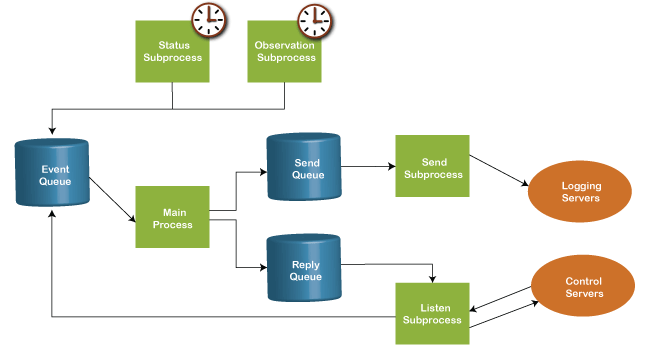 Status
Subprocess
Observation
Subprocess
Event
Queue
Send
Queue
Send
Subprocess
Logging
Servers
Main
Process
Reply
Queue
Listen
Subprocess
Control
Servers